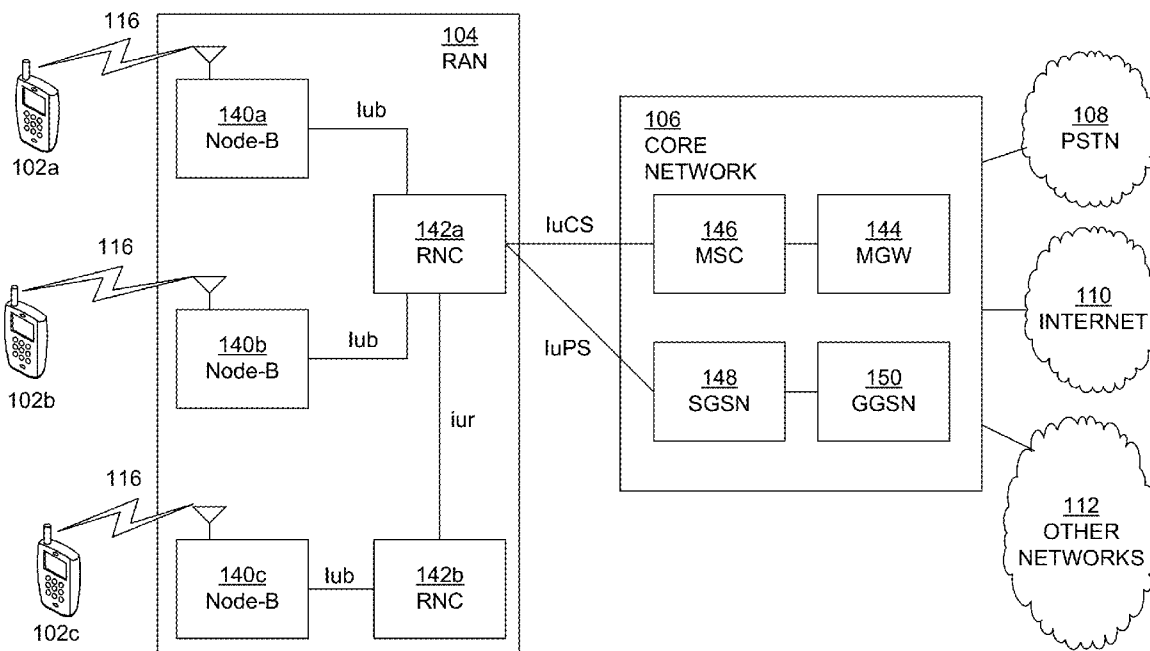 116
104
RAN
102a
140a
Node-B
Iub
142a
RNC
116
102b
140b
Node-B
Iub
iur
116
102c
140c
Node-B
Iub
142b
RNC
IuCS
IuPS
106
CORE
NETWORK
146
MSC
144
MGW
148
SGSN
150
GGSN
108
PSTN
110
INTERNET
112
OTHER
NETWORKS